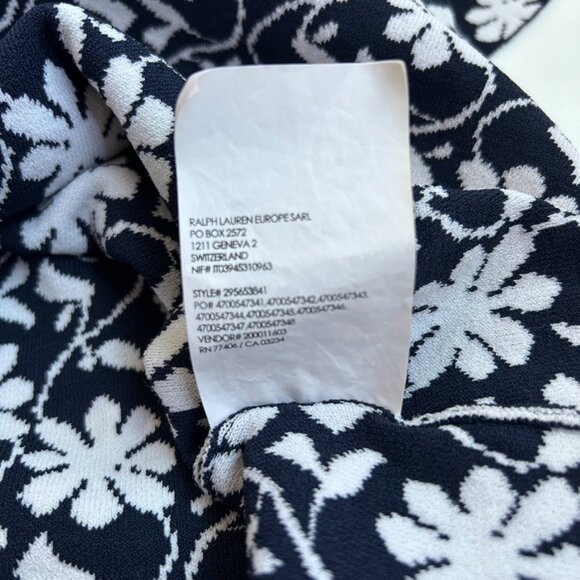 RALPH LAUREN EUROPE SARL
PO BOX 2572
1211 GENEVA 2
SWITZERLAND
NIF# IT03945310963
STYLE# 295653841
PO# 4700547341, 4700547342, 4700547343,
4700547344, 4700547345, 4700547346,
4700547347, 4700547348
VENDOR# 200011603
RN 77406 / CA 03234